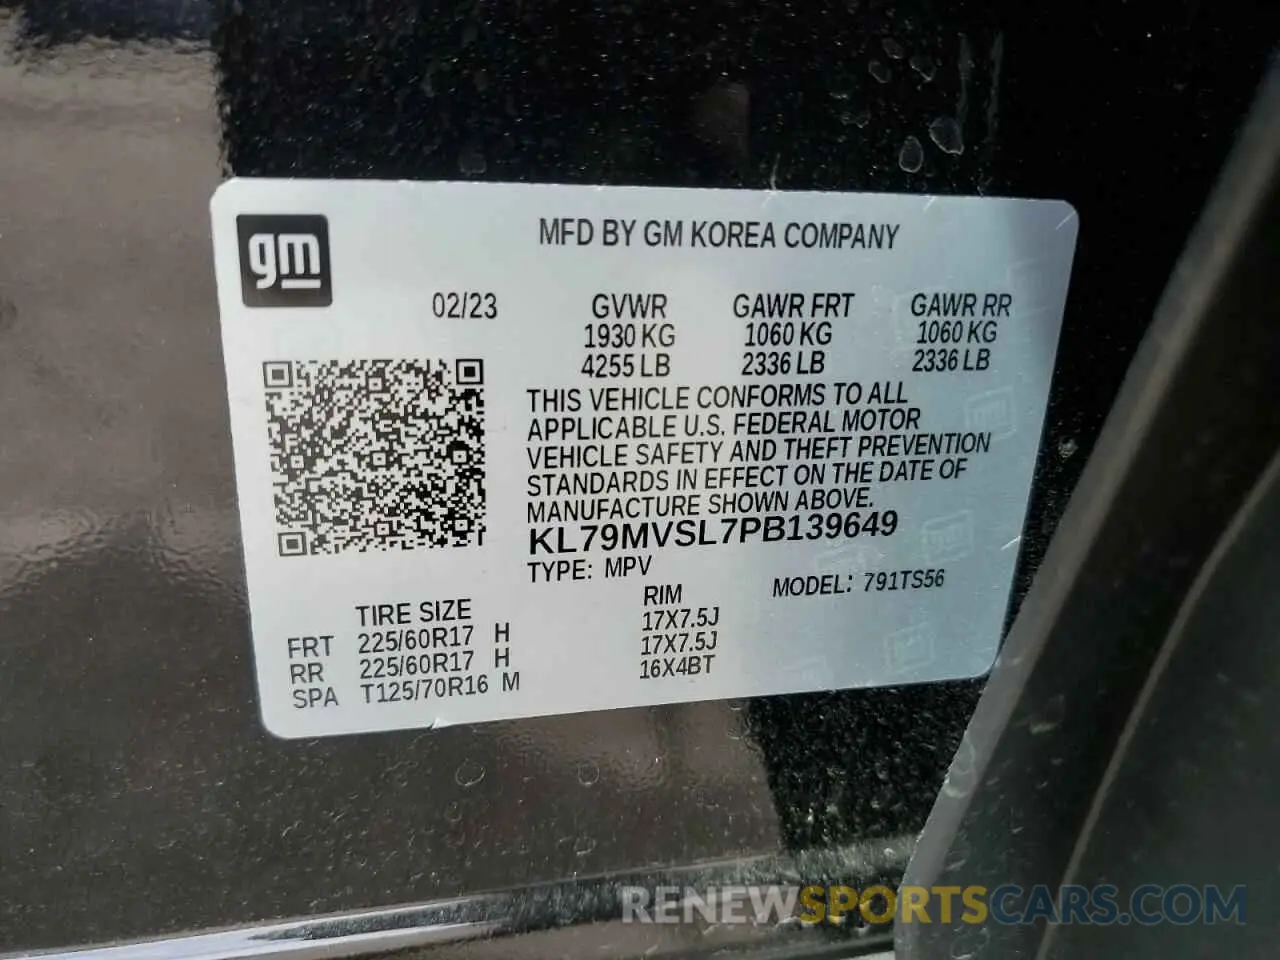 gm
MFD BY GM KOREA COMPANY
02/23 GVWR GAWR FRT GAWR RR
1930 KG 1060 KG 1060 KG
4255 LB 2336 LB 2336 LB
THIS VEHICLE CONFORMS TO ALL
APPLICABLE U.S. FEDERAL MOTOR
VEHICLE SAFETY AND THEFT PREVENTION
STANDARDS IN EFFECT ON THE DATE OF
MANUFACTURE SHOWN ABOVE.
KL79MVSL7PB139649
TYPE: MPV MODEL: 791TS56
TIRE SIZE RIM
FRT 225/60R17 H 17X7.5J
RR 225/60R17 H 17X7.5J
SPA T125/70R16 M 16X4BT
RENEWSPORTSCARS.COM